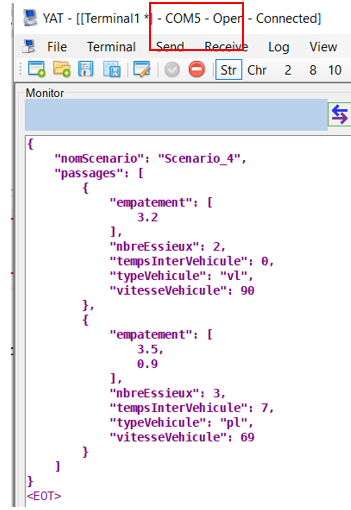 YAT - [[Terminal1 *] - COM5 - Open - Connected]
File Terminal Send Receive Log View
Str Chr 2 8 10
Monitor
{
    "nomScenario": "Scenario_4",
    "passages": [
        {
            "empatement": [
                3.2
            ],
            "nbreEssieux": 2,
            "tempsInterVehicule": 0,
            "typeVehicule": "vl",
            "vitesseVehicule": 90
        },
        {
            "empatement": [
                3.5,
                0.9
            ],
            "nbreEssieux": 3,
            "tempsInterVehicule": 7,
            "typeVehicule": "pl",
            "vitesseVehicule": 69
        }
    ]
}
<EOT>